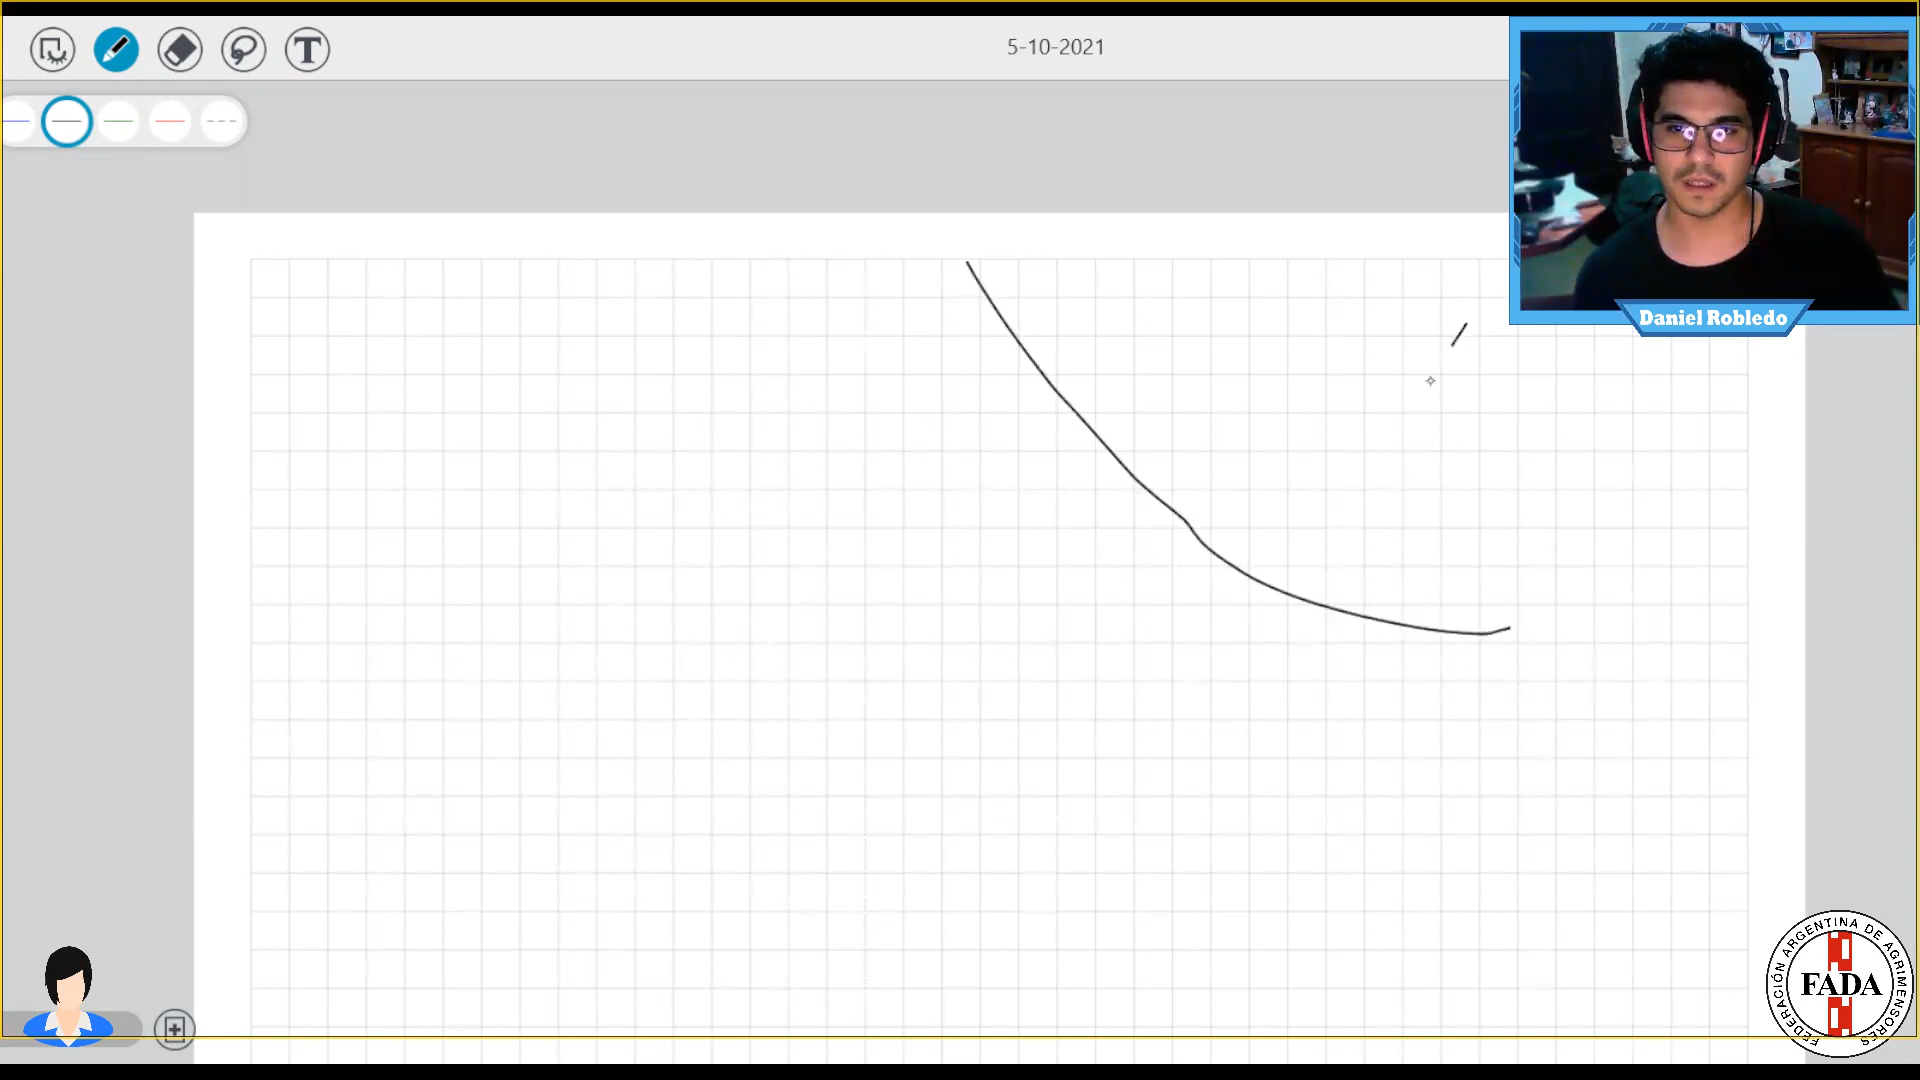 T
5-10-2021
Daniel Robledo
FEDERACIÓN ARGENTINA DE AGRIMENSORES
FADA